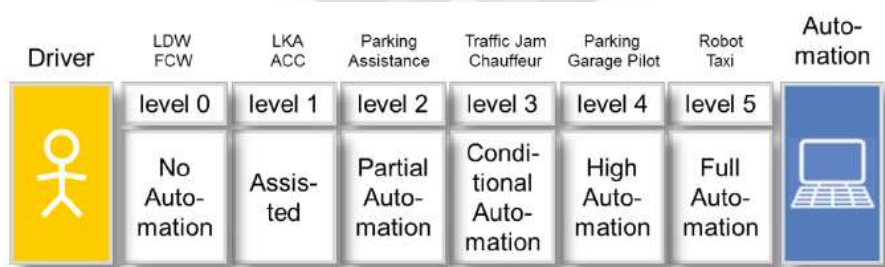 Driver
LDW
FCW
LKA
ACC
Parking
Assistance
Traffic Jam
Chauffeur
Parking
Garage Pilot
Robot
Taxi
Auto-
mation
level 0
level 1
level 2
level 3
level 4
level 5
No
Auto-
mation
Assis-
ted
Partial
Auto-
mation
Condi-
tional
Auto-
mation
High
Auto-
mation
Full
Auto-
mation